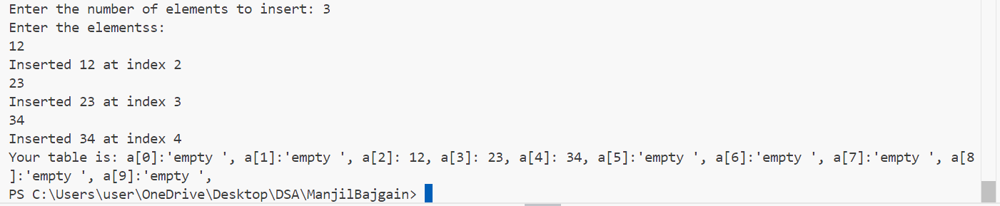 Enter the number of elements to insert: 3
Enter the elementss:
12
Inserted 12 at index 2
23
Inserted 23 at index 3
34
Inserted 34 at index 4
Your table is: a[0]:'empty ', a[1]:'empty ', a[2]: 12, a[3]: 23, a[4]: 34, a[5]:'empty ', a[6]:'empty ', a[7]:'empty ', a[8
]:'empty ', a[9]:'empty ',
PS C:\Users\user\OneDrive\Desktop\DSA\ManjilBajgain>